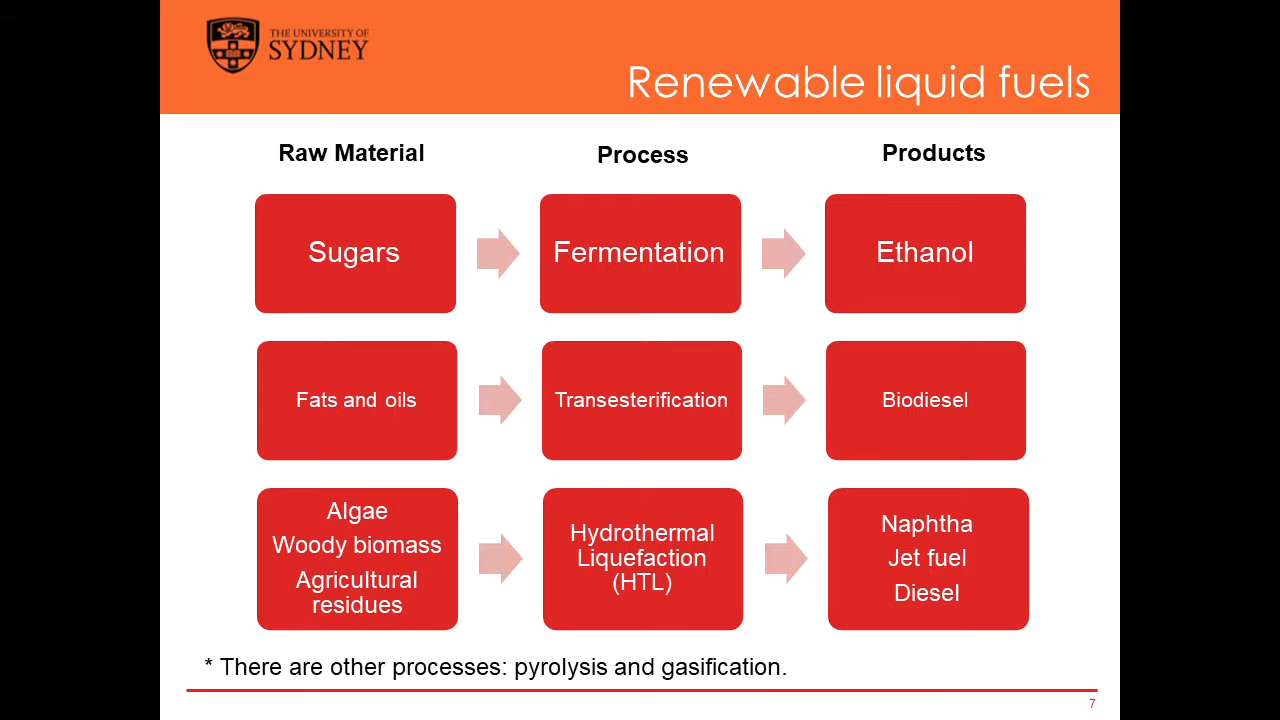 THE UNIVERSITY OF
SYDNEY
Renewable liquid fuels
Raw Material
Process
Products
Sugars
Fermentation
Ethanol
Fats and oils
Transesterification
Biodiesel
Algae
Woody biomass
Agricultural
residues
Hydrothermal
Liquefaction
(HTL)
Naphtha
Jet fuel
Diesel
* There are other processes: pyrolysis and gasification.
7